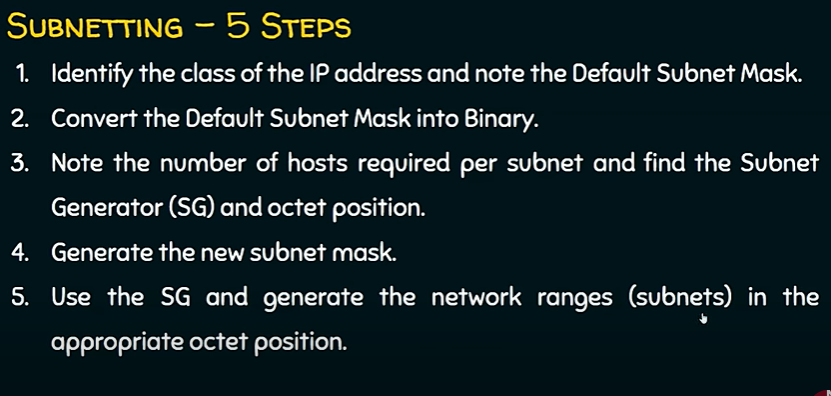 SUBNETTING – 5 STEPS
1. Identify the class of the IP address and note the Default Subnet Mask.
2. Convert the Default Subnet Mask into Binary.
3. Note the number of hosts required per subnet and find the Subnet
Generator (SG) and octet position.
4. Generate the new subnet mask.
5. Use the SG and generate the network ranges (subnets) in the
appropriate octet position.